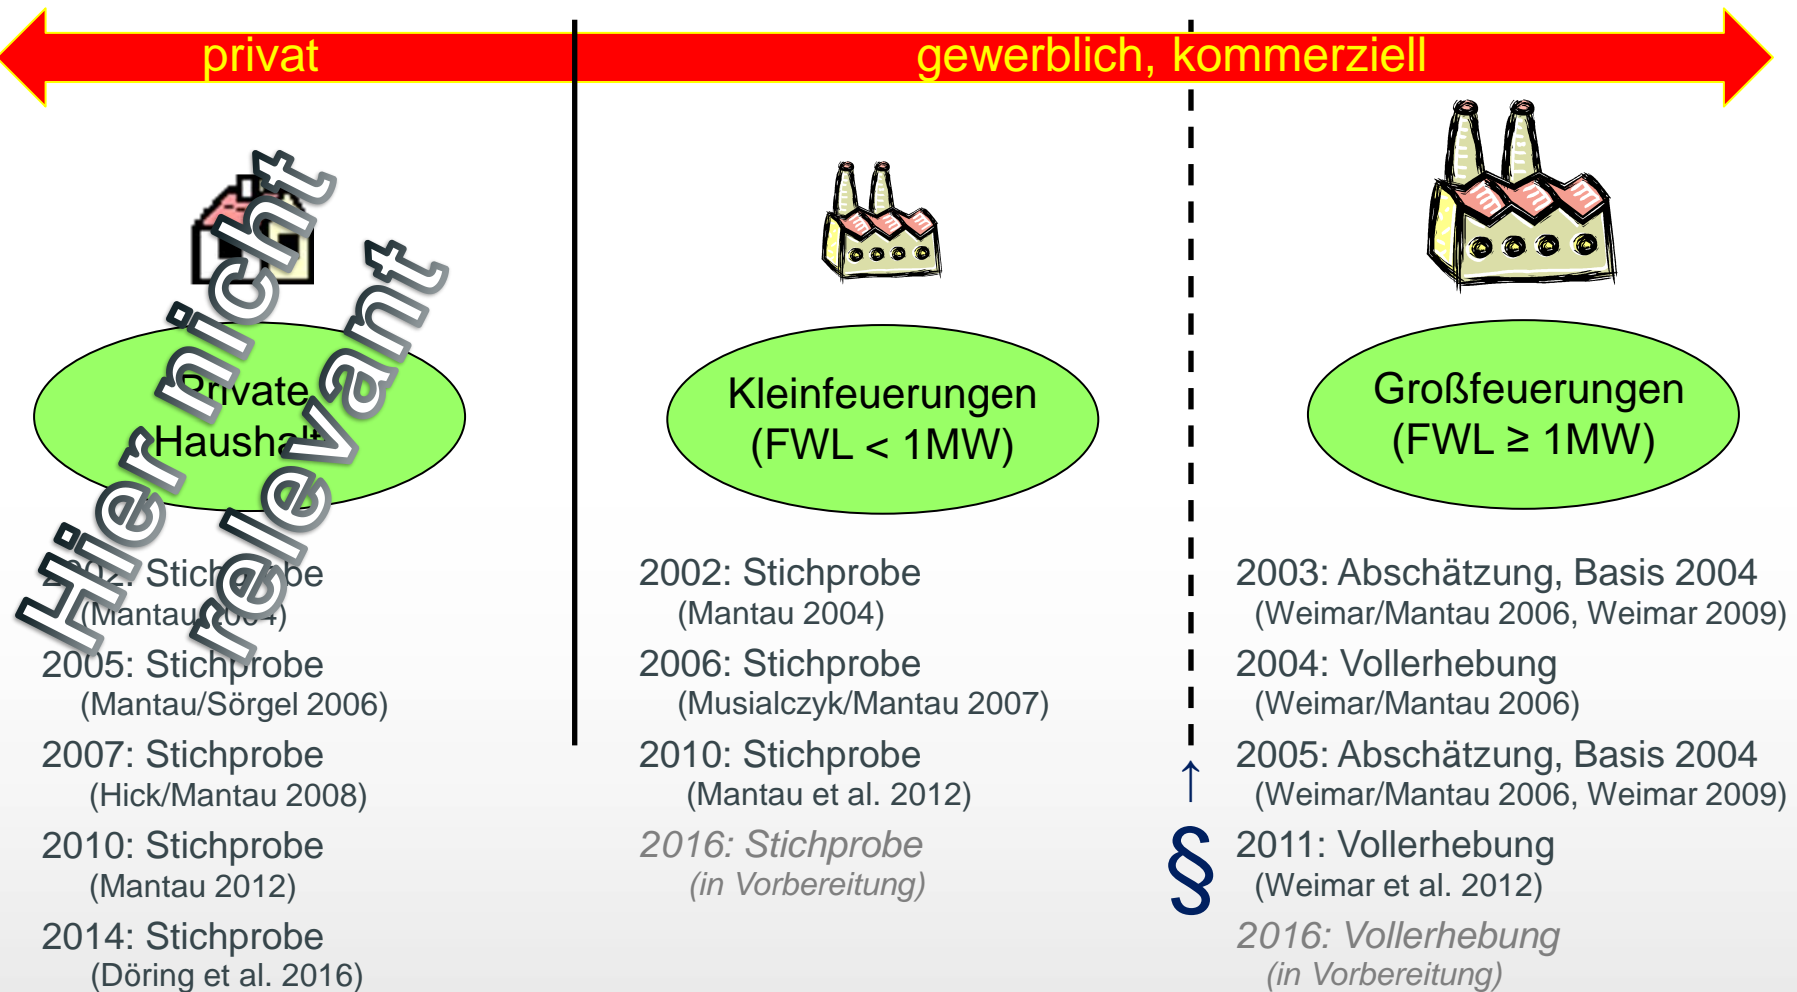 privat
gewerblich, kommerziell
Hier nicht
relevant
Private
Haushalt
2002: Stichprobe
(Mantau 2004)
2005: Stichprobe
(Mantau/Sörgel 2006)
2007: Stichprobe
(Hick/Mantau 2008)
2010: Stichprobe
(Mantau 2012)
2014: Stichprobe
(Döring et al. 2016)
Kleinfeuerungen
(FWL < 1MW)
2002: Stichprobe
(Mantau 2004)
2006: Stichprobe
(Musialczyk/Mantau 2007)
2010: Stichprobe
(Mantau et al. 2012)
2016: Stichprobe
(in Vorbereitung)
↑
§
Großfeuerungen
(FWL ≥ 1MW)
2003: Abschätzung, Basis 2004
(Weimar/Mantau 2006, Weimar 2009)
2004: Vollerhebung
(Weimar/Mantau 2006)
2005: Abschätzung, Basis 2004
(Weimar/Mantau 2006, Weimar 2009)
2011: Vollerhebung
(Weimar et al. 2012)
2016: Vollerhebung
(in Vorbereitung)